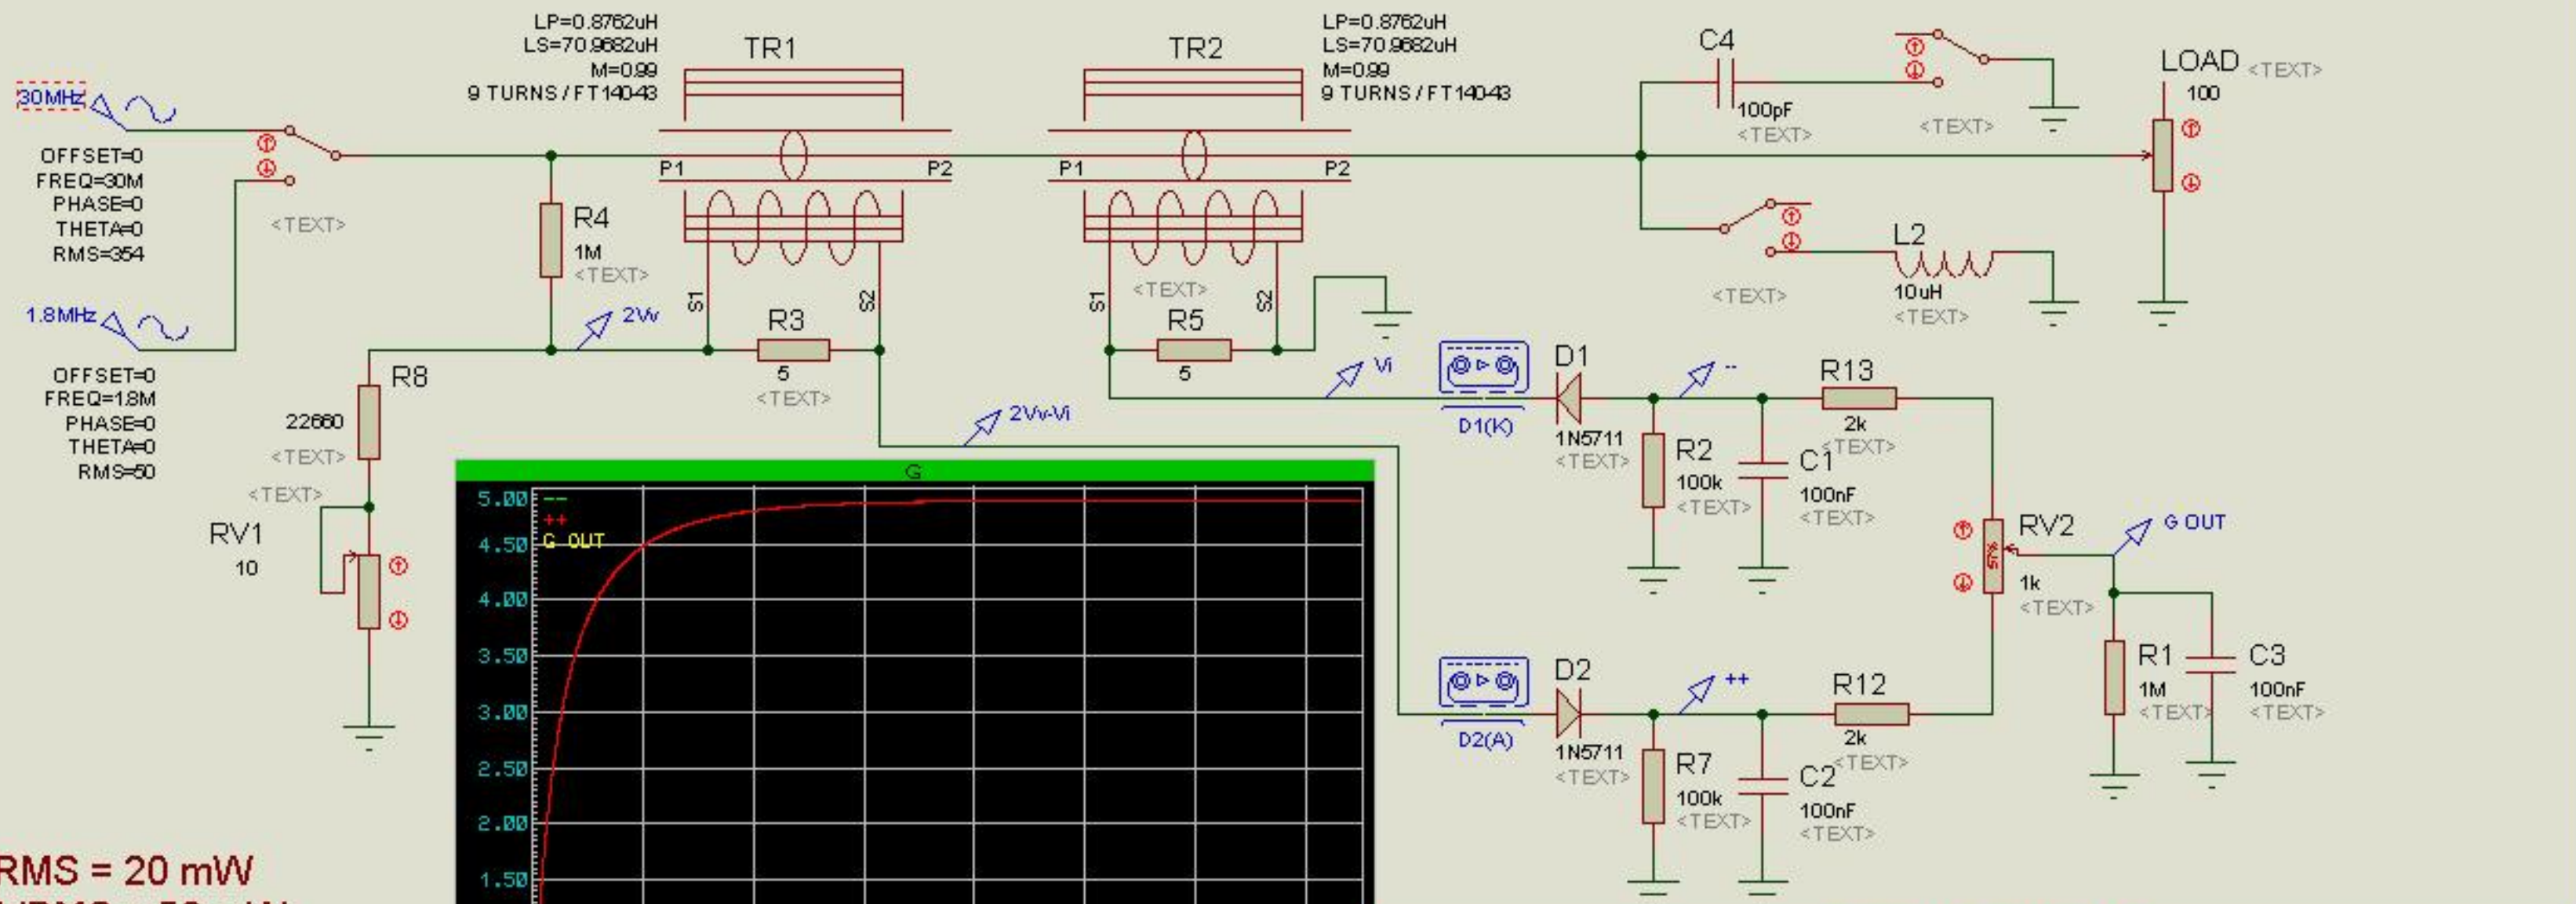 LP=0.8762uH
LS=70.9682uH
M=0.99
9 TURNS / FT140-43
TR1
TR2
LP=0.8762uH
LS=70.9682uH
M=0.99
9 TURNS / FT140-43
C4
100pF
<TEXT>
<TEXT>
LOAD
<TEXT>
100
30MHz
OFFSET=0
FREQ=30M
PHASE=0
THETA=0
RMS=354
<TEXT>
P1
P2
P1
P2
R4
1M
<TEXT>
S1
S2
<TEXT>
S1
S2
<TEXT>
L2
10uH
<TEXT>
1.8MHz
OFFSET=0
FREQ=1.8M
PHASE=0
THETA=0
RMS=50
2Vv
R3
5
<TEXT>
R5
5
Vi
2Vv-Vi
R8
22660
<TEXT>
<TEXT>
RV1
10
D1(K)
D1
1N5711
<TEXT>
--
R13
2k
<TEXT>
R2
100k
<TEXT>
C1
100nF
<TEXT>
RV2
57%
1k
<TEXT>
G OUT
R1
1M
<TEXT>
C3
100nF
<TEXT>
D2(A)
D2
1N5711
<TEXT>
++
R12
2k
<TEXT>
R7
100k
<TEXT>
C2
100nF
<TEXT>
G
5.00
4.50
4.00
3.50
3.00
2.50
2.00
1.50
--
++
G OUT
RMS = 20 mW